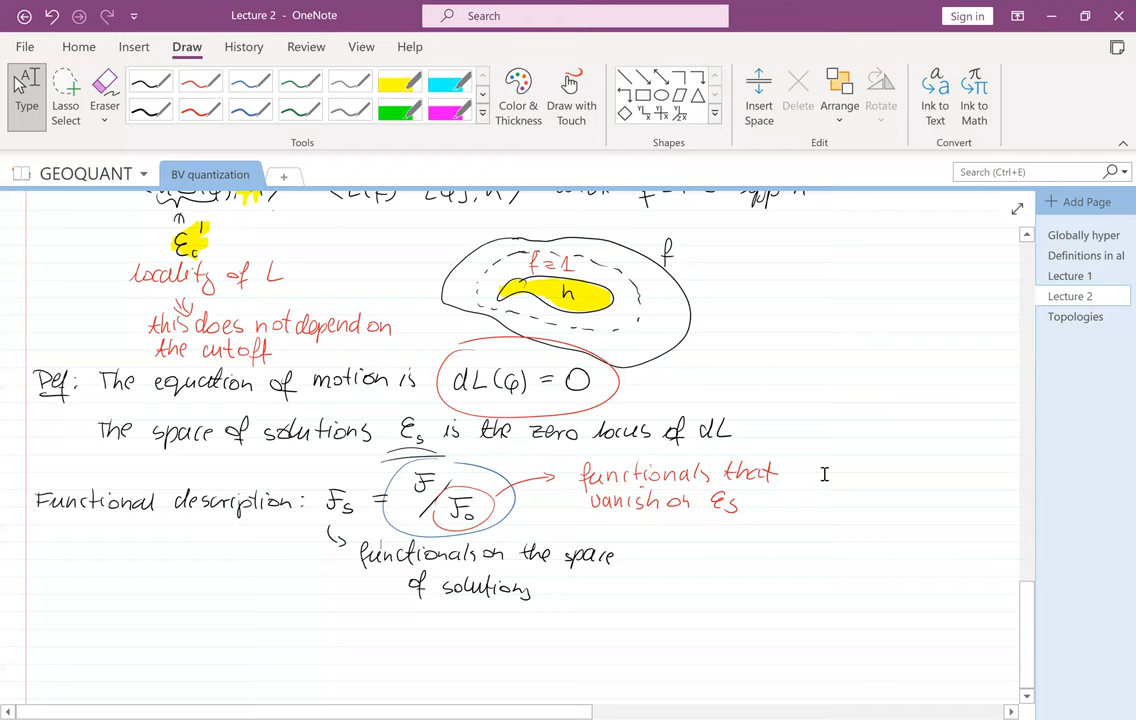 Lecture 2 - OneNote
Search
Sign in
File Home Insert Draw History Review View Help
Type
Lasso Select
Eraser
Color & Thickness
Draw with Touch
Insert Space
Delete
Arrange
Rotate
Ink to Text
Ink to Math
Tools
Shapes
Edit
Convert
GEOQUANT
BV quantization
Search (Ctrl+E)
Add Page
Globally hyper
Definitions in al
Lecture 1
Lecture 2
Topologies
ℰ'c
locality of L
this does not depend on
the cutoff
f
f≡1
h
Def: The equation of motion is dL(φ) = 0
The space of solutions ℰs is the zero locus of dL
Functional description: Fs = F/F₀
functionals that
vanish on ℰs
functionals on the space
of solutions